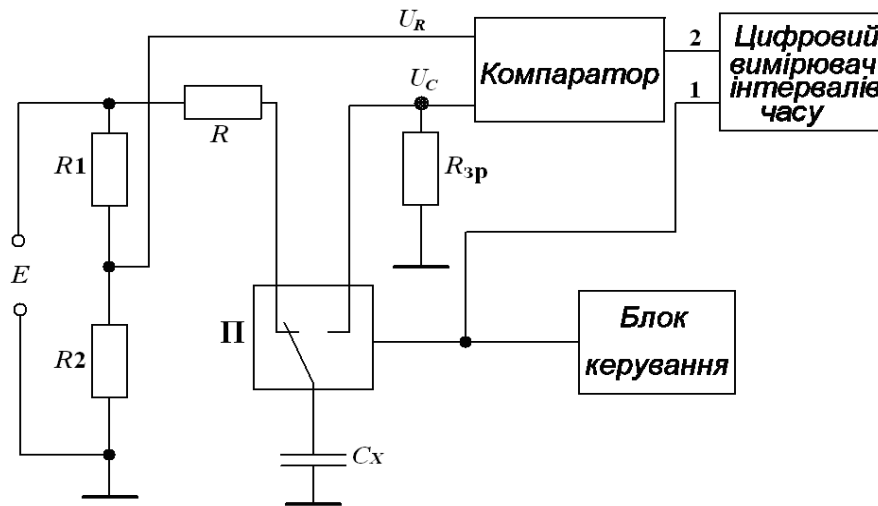 U_R
2
Цифровий
вимірювач
інтервалів
часу
Компаратор
U_C
1
R
R1
R_зр
E
П
Блок
керування
R2
Cx